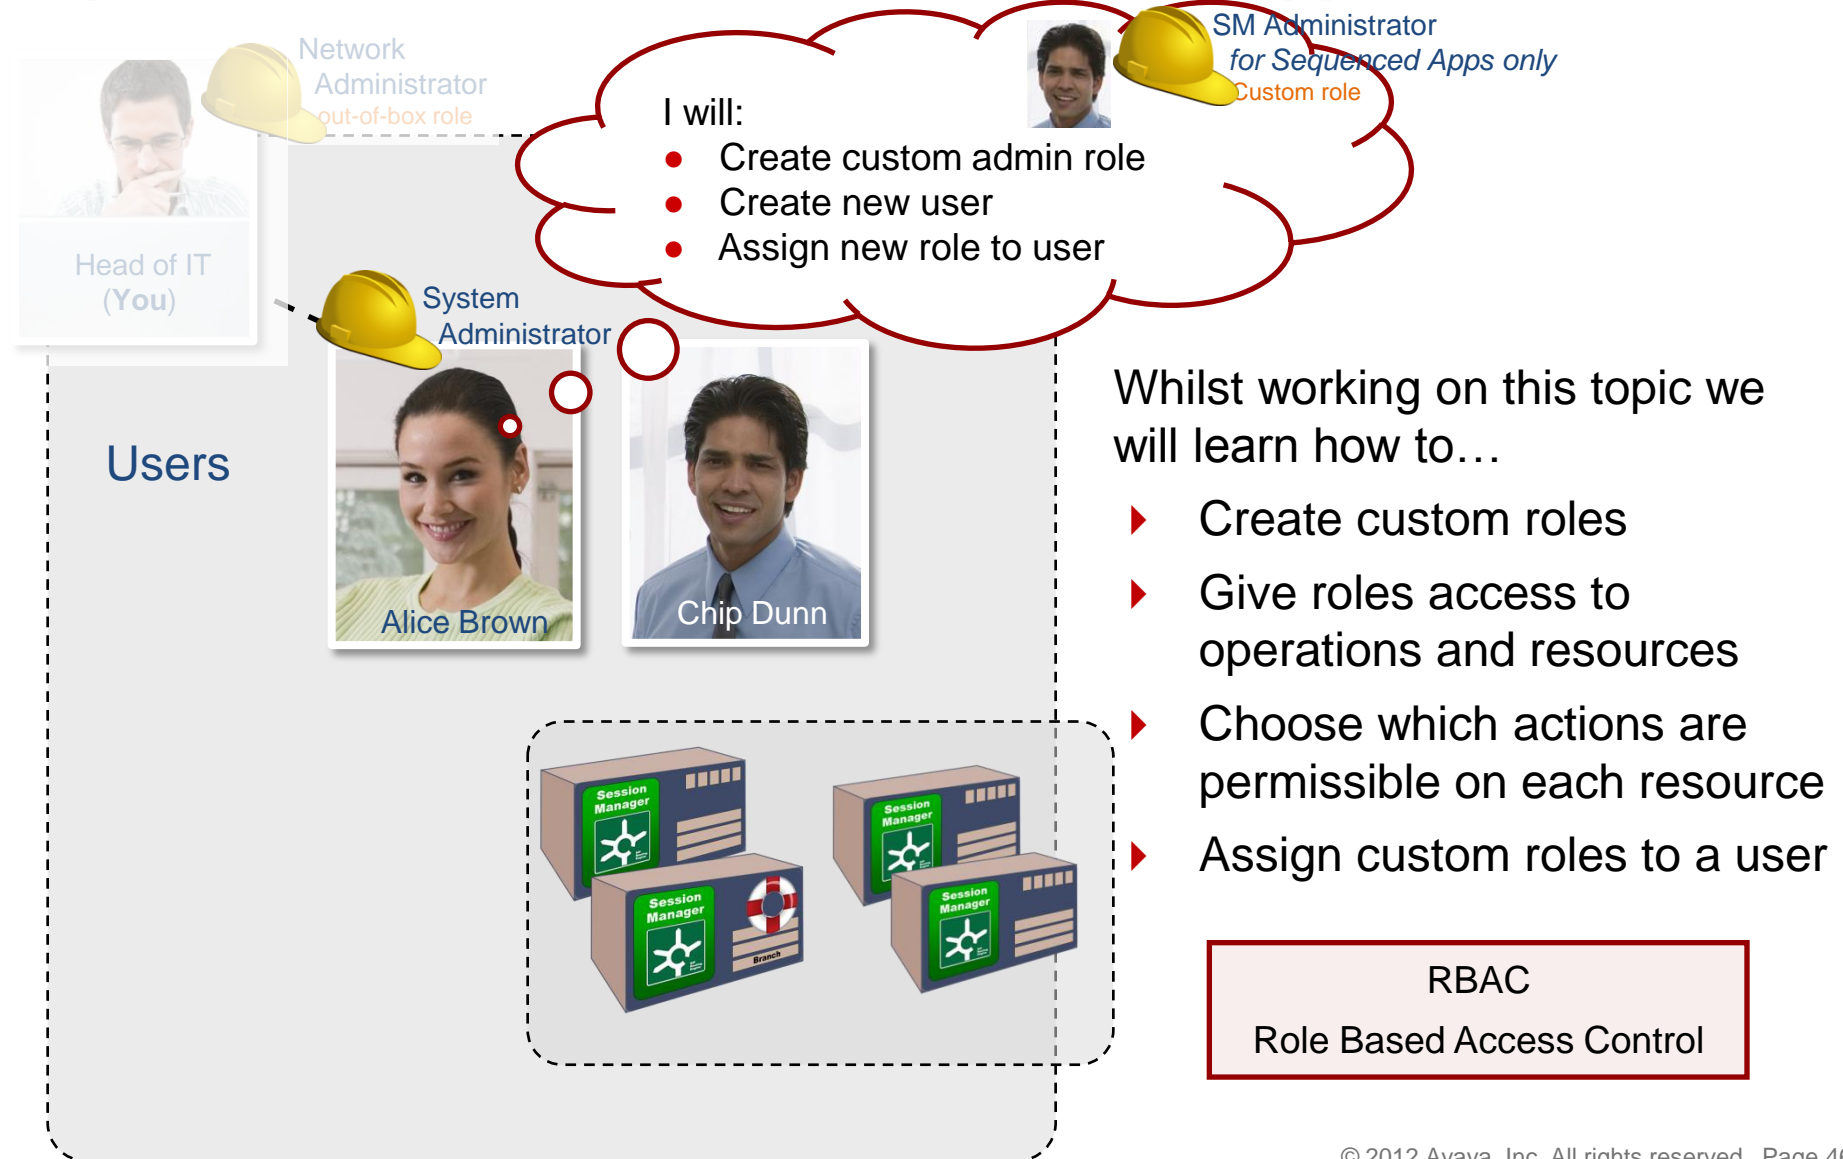 Network
Administrator
out-of-box role
SM Administrator
for Sequenced Apps only
Custom role
I will:
Create custom admin role
Create new user
Assign new role to user
Head of IT
(You)
System
Administrator
Users
Alice Brown
Chip Dunn
Whilst working on this topic we
will learn how to…
Create custom roles
Give roles access to
operations and resources
Choose which actions are
permissible on each resource
Assign custom roles to a user
Session
Manager
Session
Manager
Session
Manager
Branch
Session
Manager
RBAC
Role Based Access Control
© 2012 Avaya, Inc. All rights reserved. Page 46